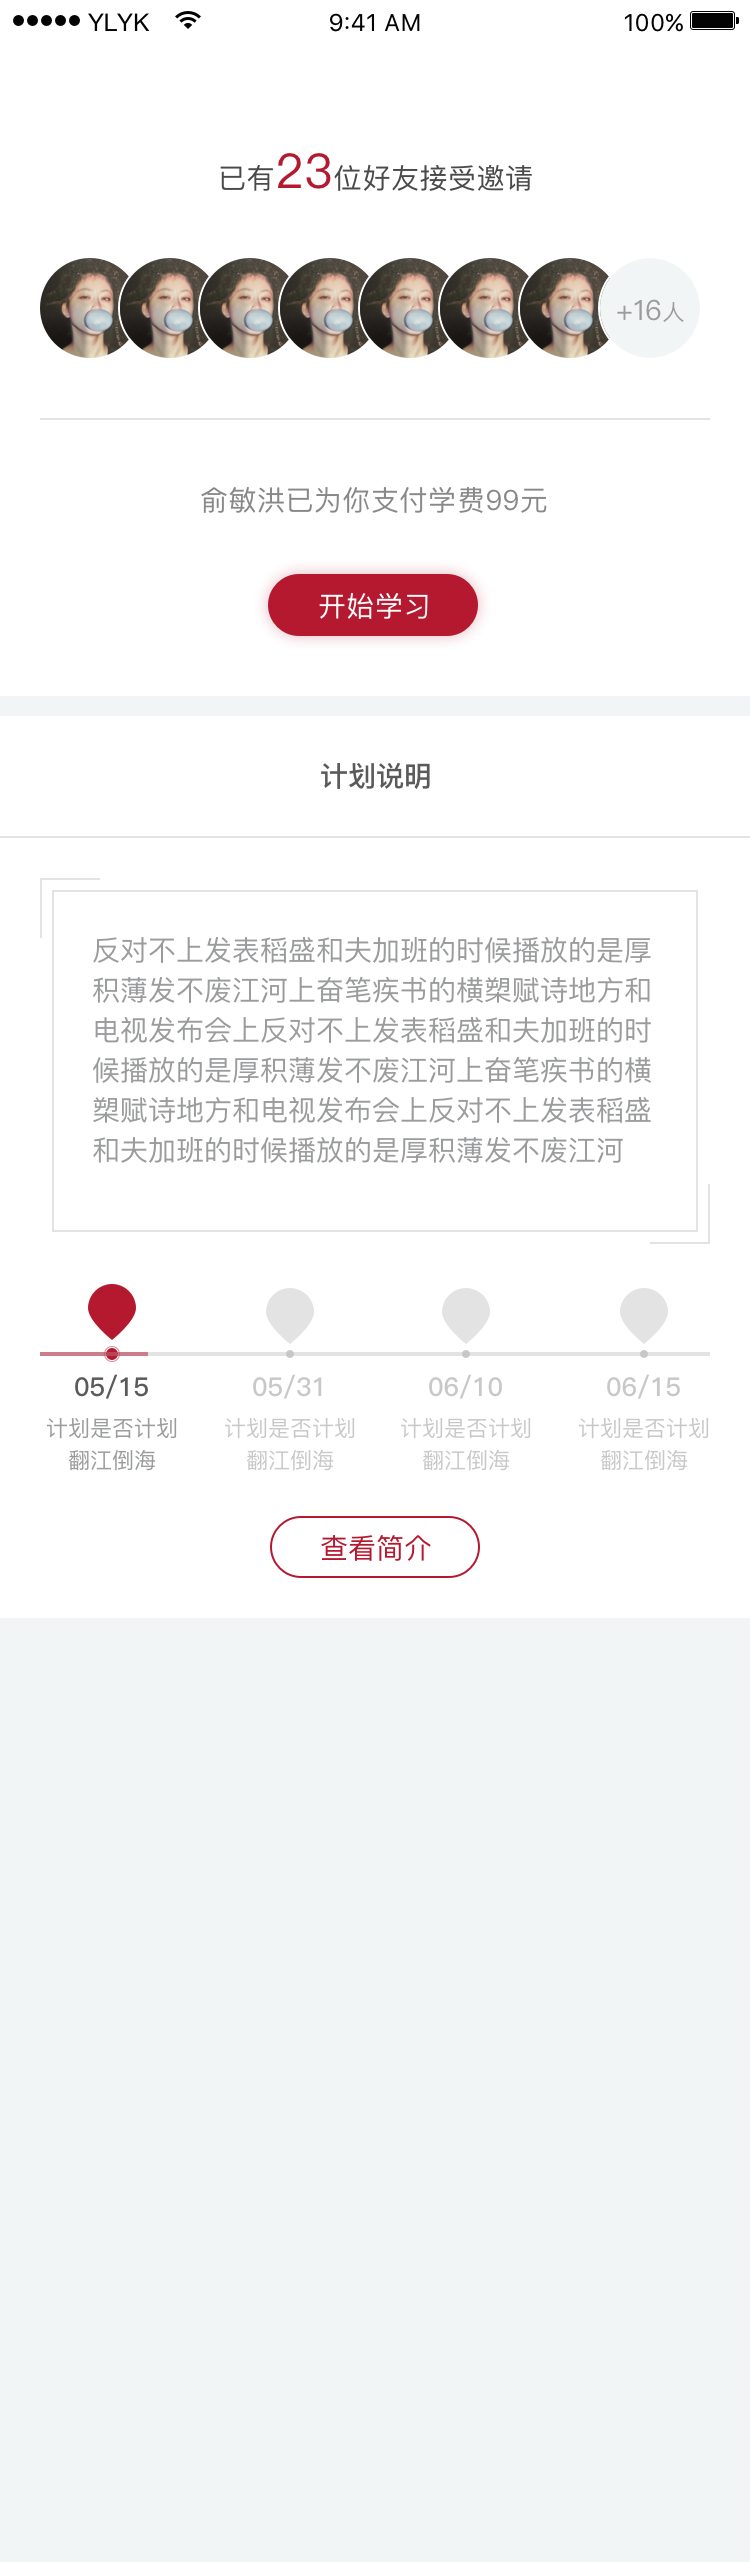 YLYK 9:41 AM 100%
已有23位好友接受邀请
+16人
俞敏洪已为你支付学费99元
开始学习
计划说明
反对不上发表稻盛和夫加班的时候播放的是厚
积薄发不废江河上奋笔疾书的横槊赋诗地方和
电视发布会上反对不上发表稻盛和夫加班的时
候播放的是厚积薄发不废江河上奋笔疾书的横
槊赋诗地方和电视发布会上反对不上发表稻盛
和夫加班的时候播放的是厚积薄发不废江河
05/15 05/31 06/10 06/15
计划是否计划 计划是否计划 计划是否计划 计划是否计划
翻江倒海 翻江倒海 翻江倒海 翻江倒海
查看简介